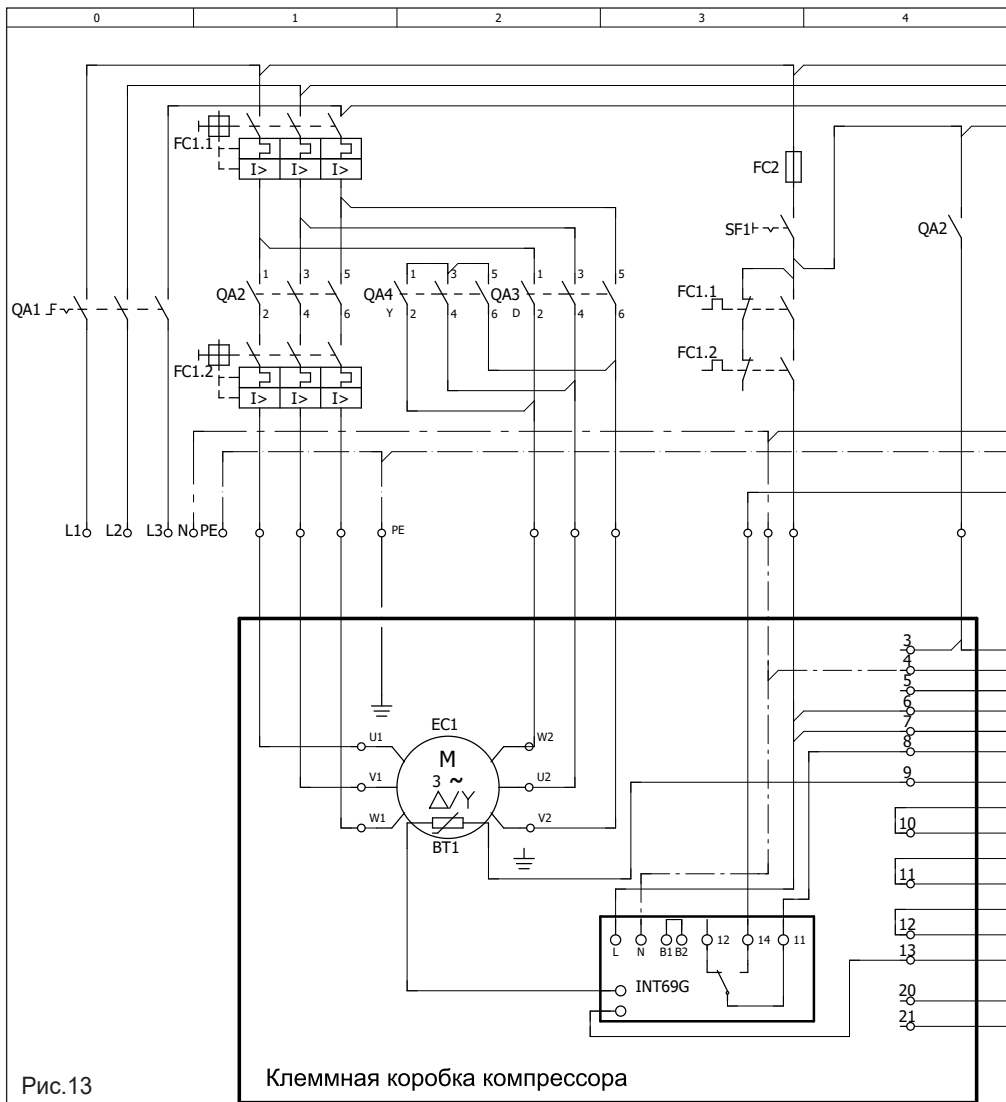 0 1 2 3 4
FC1.1
I> I> I>
FC2
SF1
QA2
1 3 5 1 3 5 1 3 5
QA1 QA2 QA4 QA3 FC1.1
Y D
2 4 6 2 4 6 2 4 6
FC1.2 FC1.2
I> I> I>
L1 L2 L3 N PE PE
3
4
5
6
7
8
9
10
11
12
13
20
21
EC1
U1 W2
M
V1 3 ~ U2
△/Y
W1 V2
BT1
L N B1 B2 12 14 11
INT69G
Рис.13
Клеммная коробка компрессора